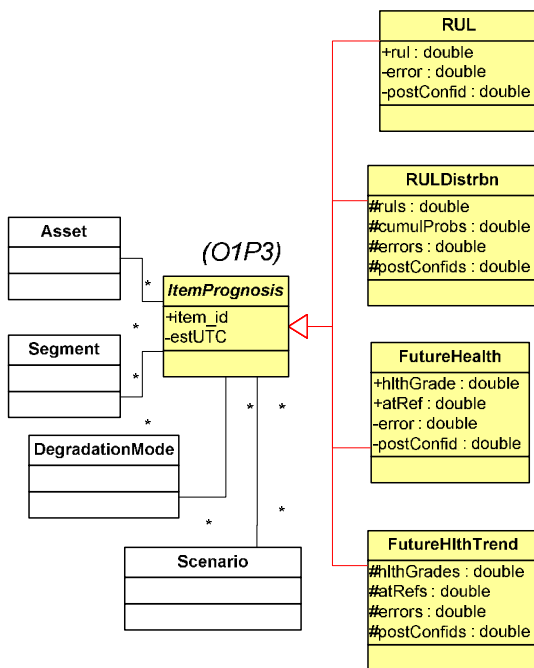 RUL
+rul : double
-error : double
-postConfid : double
RULDistrbn
#ruls : double
#cumulProbs : double
#errors : double
#postConfids : double
Asset
(O1P3)
*
ItemPrognosis
+item_id
-estUTC
*
Segment
*
FutureHealth
+hlthGrade : double
+atRef : double
-error : double
-postConfid : double
*
*
*
DegradationMode
*
*
Scenario
FutureHlthTrend
#hlthGrades : double
#atRefs : double
#errors : double
#postConfids : double